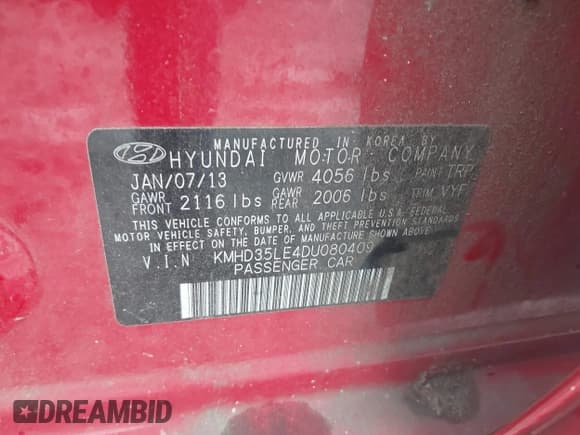 MANUFACTURED IN KOREA BY
HYUNDAI MOTOR COMPANY
JAN/07/13 GVWR 4056 lbs PAINT TRP
GAWR FRONT 2116 lbs GAWR REAR 2006 lbs TRIM VYF
THIS VEHICLE CONFORMS TO ALL APPLICABLE U.S.A. FEDERAL
MOTOR VEHICLE SAFETY, BUMPER, AND THEFT PREVENTION STANDARDS
IN EFFECT ON THE DATE OF MANUFACTURE SHOWN ABOVE.
V.I.N KMHD35LE4DU080409
PASSENGER CAR
DREAMBID